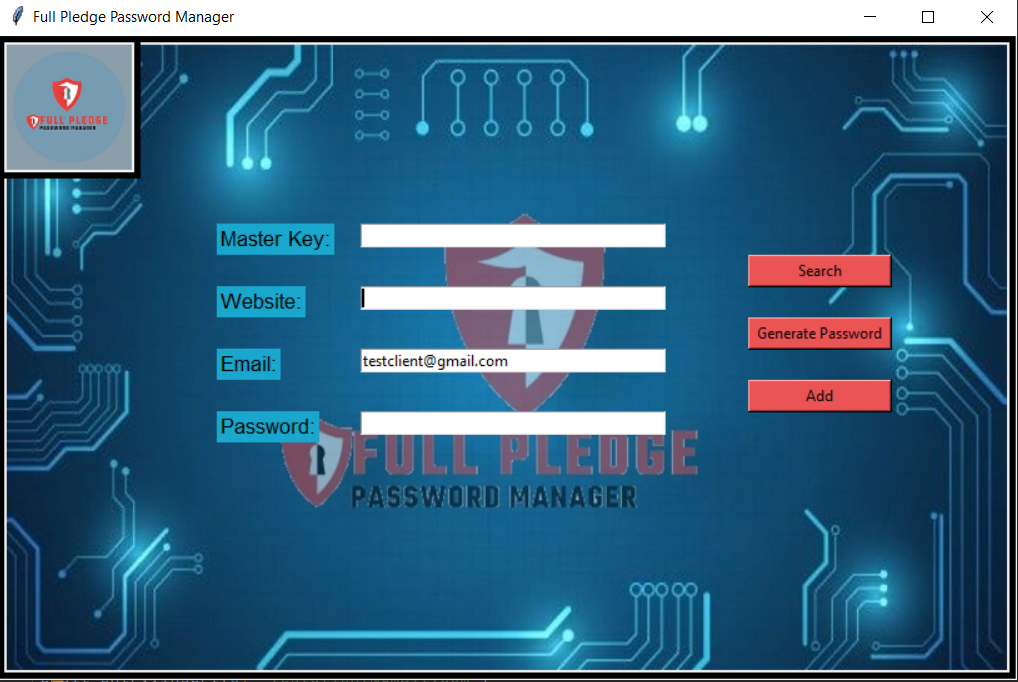 Full Pledge Password Manager
FULL PLEDGE
PASSWORD MANAGER
Master Key:
Website:
Email:
testclient@gmail.com
Password:
Search
Generate Password
Add
FULL PLEDGE
PASSWORD MANAGER